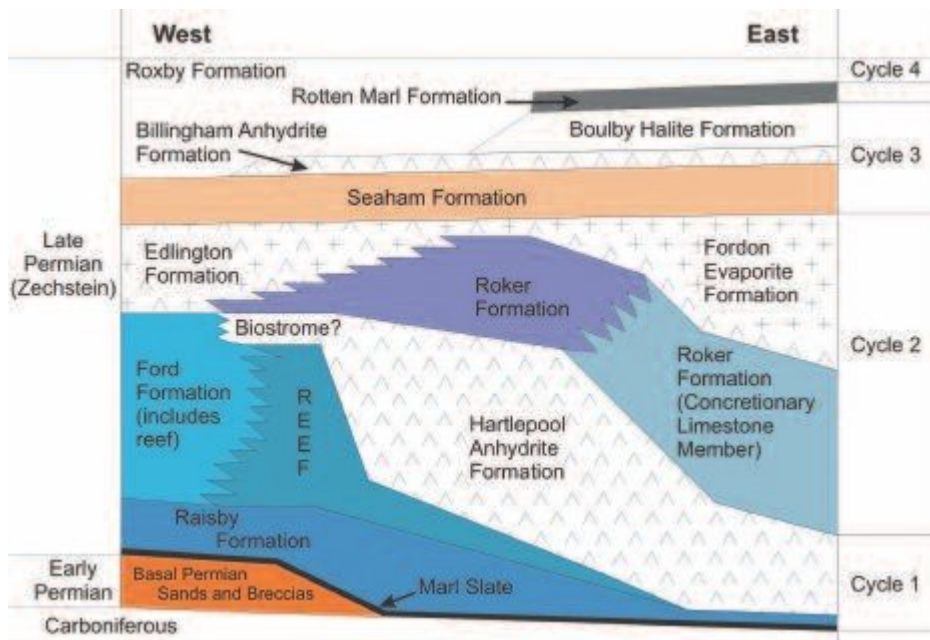 West
East
Roxby Formation
Cycle 4
Rotten Marl Formation
Billingham Anhydrite
Formation
Boulby Halite Formation
Cycle 3
Seaham Formation
Late
Permian
(Zechstein)
Edlington
Formation
Fordon
Evaporite
Formation
Roker
Formation
Biostrome?
Cycle 2
Ford
Formation
(includes
reef)
R
E
E
F
Roker
Formation
(Concretionary
Limestone
Member)
Hartlepool
Anhydrite
Formation
Raisby
Formation
Early
Permian
Basal Permian
Sands and Breccias
Marl Slate
Cycle 1
Carboniferous